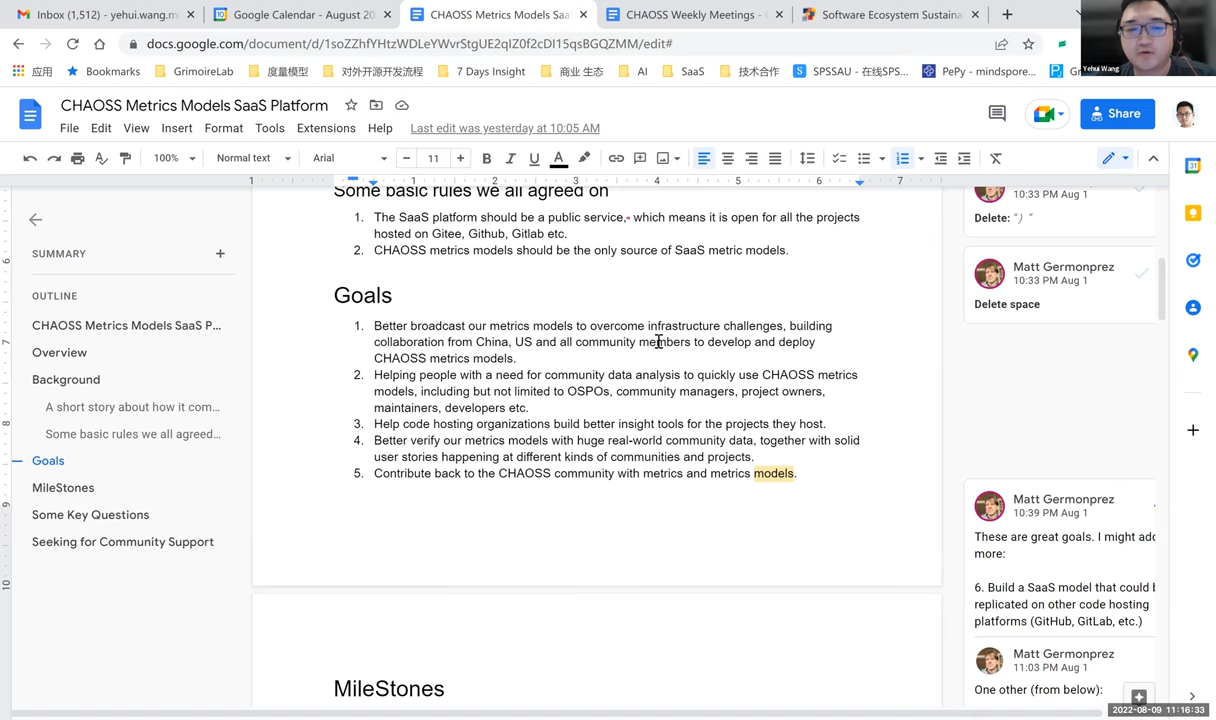 Inbox (1,512) - yehui.wang.m
Google Calendar - August 20
CHAOSS Metrics Models Saa
CHAOSS Weekly Meetings -
Software Ecosystem Sustaina
docs.google.com/document/d/1soZZhfYHtzWDLeYWvrStgUE2qIZ0f2cDI15qsBGQZMM/edit#
应用
Bookmarks
GrimoireLab
度量模型
对外开源开发流程
7 Days Insight
商业 生态
AI
SaaS
技术合作
SPSSAU - 在线SPS...
PePy - mindspore...
Yehui Wang
CHAOSS Metrics Models SaaS Platform
File Edit View Insert Format Tools Extensions Help Last edit was yesterday at 10:05 AM
Share
100% Normal text Arial 11
1 1 2 3 4 5 6 7
SUMMARY
OUTLINE
CHAOSS Metrics Models SaaS P...
Overview
Background
A short story about how it com...
Some basic rules we all agreed...
Goals
MileStones
Some Key Questions
Seeking for Community Support
6
7
8
9
10
Some basic rules we all agreed on
1. The SaaS platform should be a public service, which means it is open for all the projects
hosted on Gitee, Github, Gitlab etc.
2. CHAOSS metrics models should be the only source of SaaS metric models.
Goals
1. Better broadcast our metrics models to overcome infrastructure challenges, building
collaboration from China, US and all community members to develop and deploy
CHAOSS metrics models.
2. Helping people with a need for community data analysis to quickly use CHAOSS metrics
models, including but not limited to OSPOs, community managers, project owners,
maintainers, developers etc.
3. Help code hosting organizations build better insight tools for the projects they host.
4. Better verify our metrics models with huge real-world community data, together with solid
user stories happening at different kinds of communities and projects.
5. Contribute back to the CHAOSS community with metrics and metrics models.
MileStones
10:33 PM Aug 1
Delete: “) ”
Matt Germonprez
10:33 PM Aug 1
Delete space
Matt Germonprez
10:39 PM Aug 1
These are great goals. I might add
more:
6. Build a SaaS model that could b
replicated on other code hosting
platforms (GitHub, GitLab, etc.)
Matt Germonprez
11:03 PM Aug 1
One other (from below):
2022-08-09 11:16:33